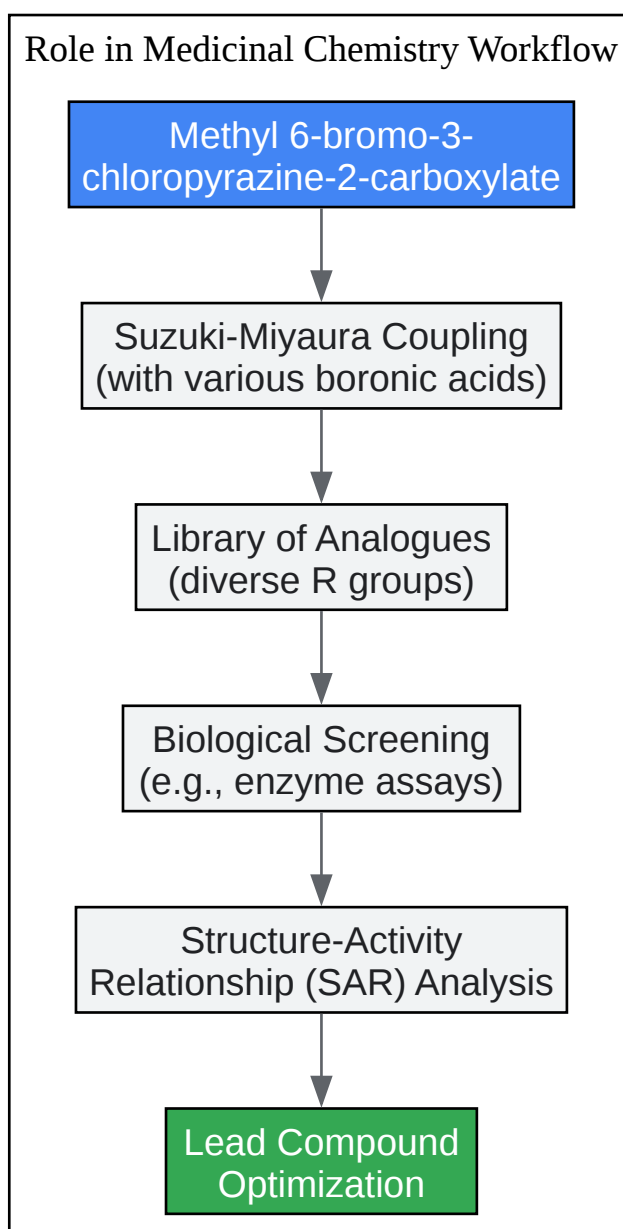 Role in Medicinal Chemistry Workflow
Methyl 6-bromo-3-
chloropyrazine-2-carboxylate
Suzuki-Miyaura Coupling
(with various boronic acids)
Library of Analogues
(diverse R groups)
Biological Screening
(e.g., enzyme assays)
Structure-Activity
Relationship (SAR) Analysis
Lead Compound
Optimization